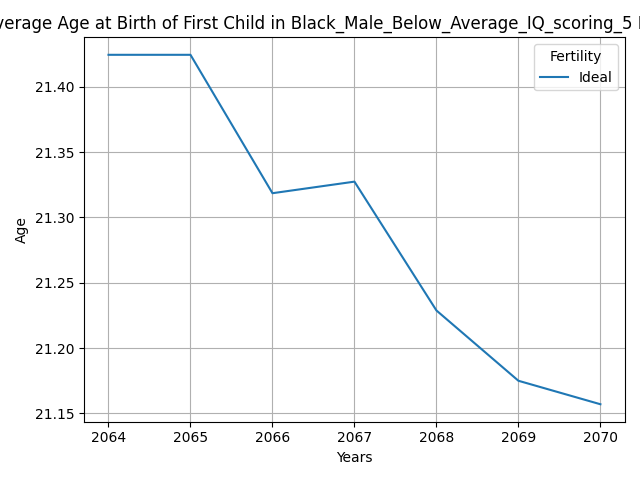 verage Age at Birth of First Child in Black_Male_Below_Average_IQ_scoring_5
Fertility
Ideal
21.40
21.35
21.30
21.25
21.20
21.15
Age
2064 2065 2066 2067 2068 2069 2070
Years